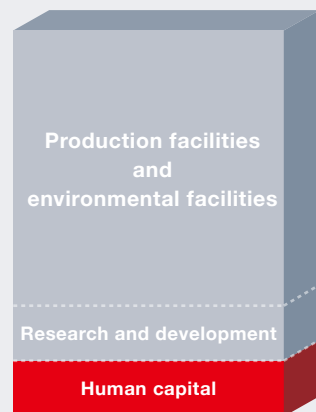 Production facilities
and
environmental facilities
Research and development
Human capital